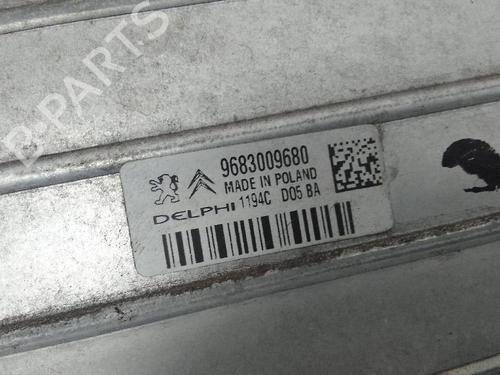 B-PARTS
9683009680
MADE IN POLAND
DELPHI 1194C D05 BA